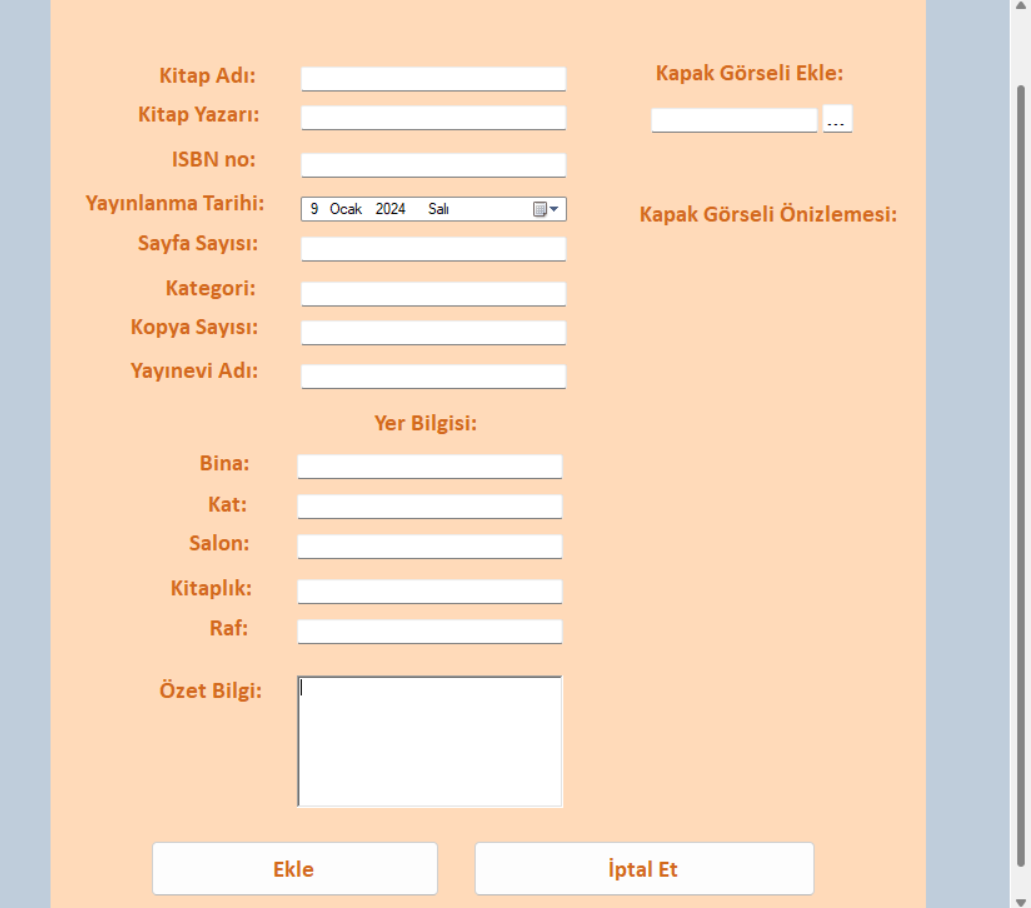 Kitap Adı:
Kapak Görseli Ekle:
Kitap Yazarı:
...
ISBN no:
Yayınlanma Tarihi:
9 Ocak 2024 Salı
Kapak Görseli Önizlemesi:
Sayfa Sayısı:
Kategori:
Kopya Sayısı:
Yayınevi Adı:
Yer Bilgisi:
Bina:
Kat:
Salon:
Kitaplık:
Raf:
Özet Bilgi:
Ekle
İptal Et